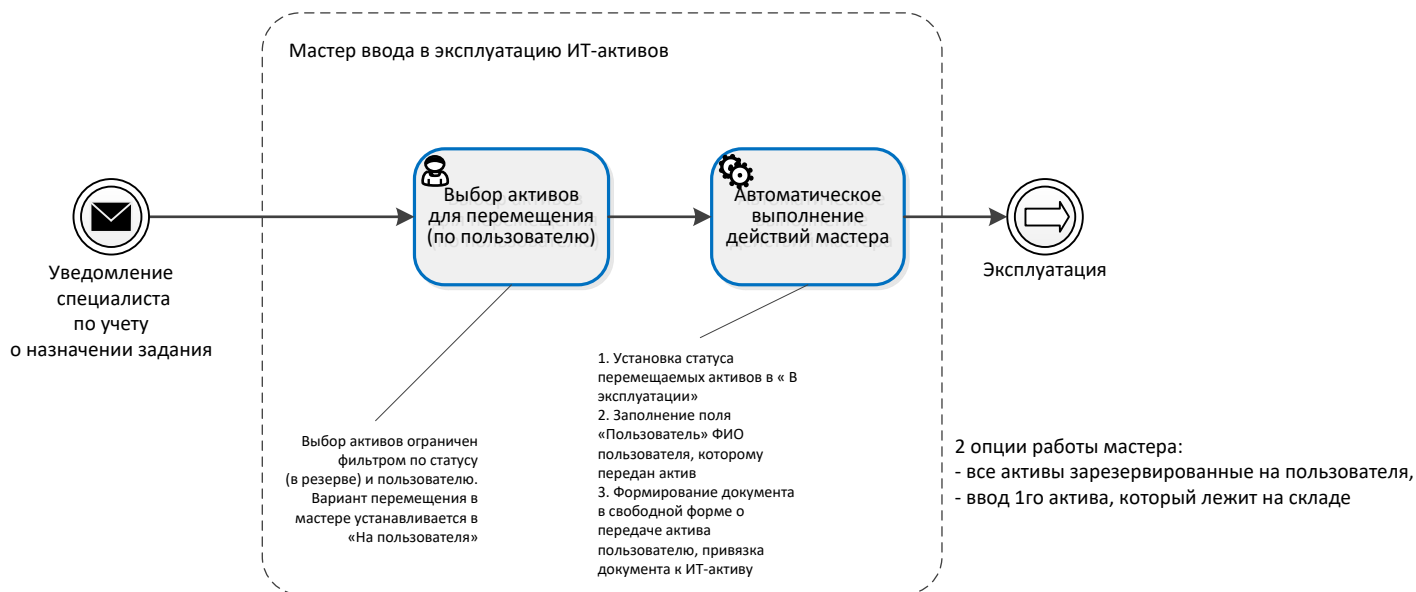 Мастер ввода в эксплуатацию ИТ-активов
Уведомление
специалиста
по учету
о назначении задания
Выбор активов
для перемещения
(по пользователю)
Автоматическое
выполнение
действий мастера
Эксплуатация
Выбор активов ограничен
фильтром по статусу
(в резерве) и пользователю.
Вариант перемещения в
мастере устанавливается в
«На пользователя»
1. Установка статуса
перемещаемых активов в « В
эксплуатации»
2. Заполнение поля
«Пользователь» ФИО
пользователя, которому
передан актив
3. Формирование документа
в свободной форме о
передаче актива
пользователю, привязка
документа к ИТ-активу
2 опции работы мастера:
- все активы зарезервированные на пользователя,
- ввод 1го актива, который лежит на складе